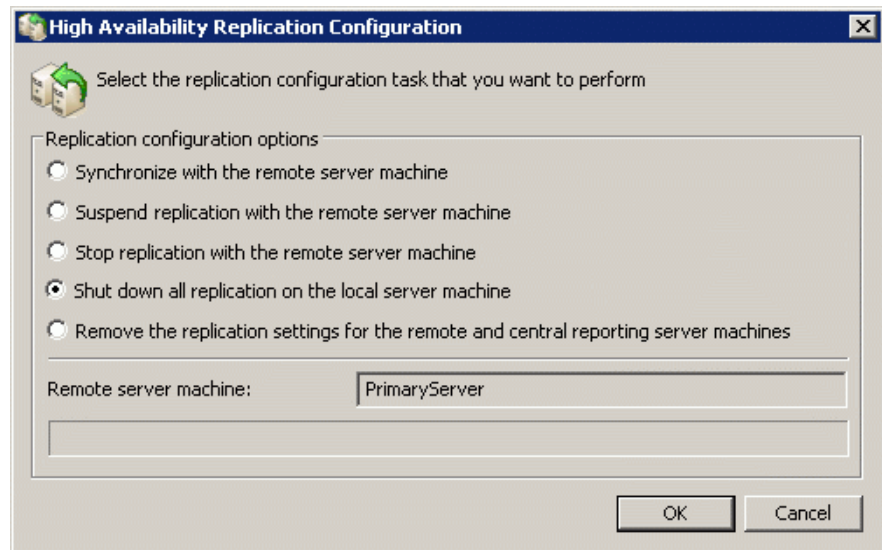 High Availability Replication Configuration
Select the replication configuration task that you want to perform
Replication configuration options
Synchronize with the remote server machine
Suspend replication with the remote server machine
Stop replication with the remote server machine
Shut down all replication on the local server machine
Remove the replication settings for the remote and central reporting server machines
Remote server machine: PrimaryServer
OK Cancel